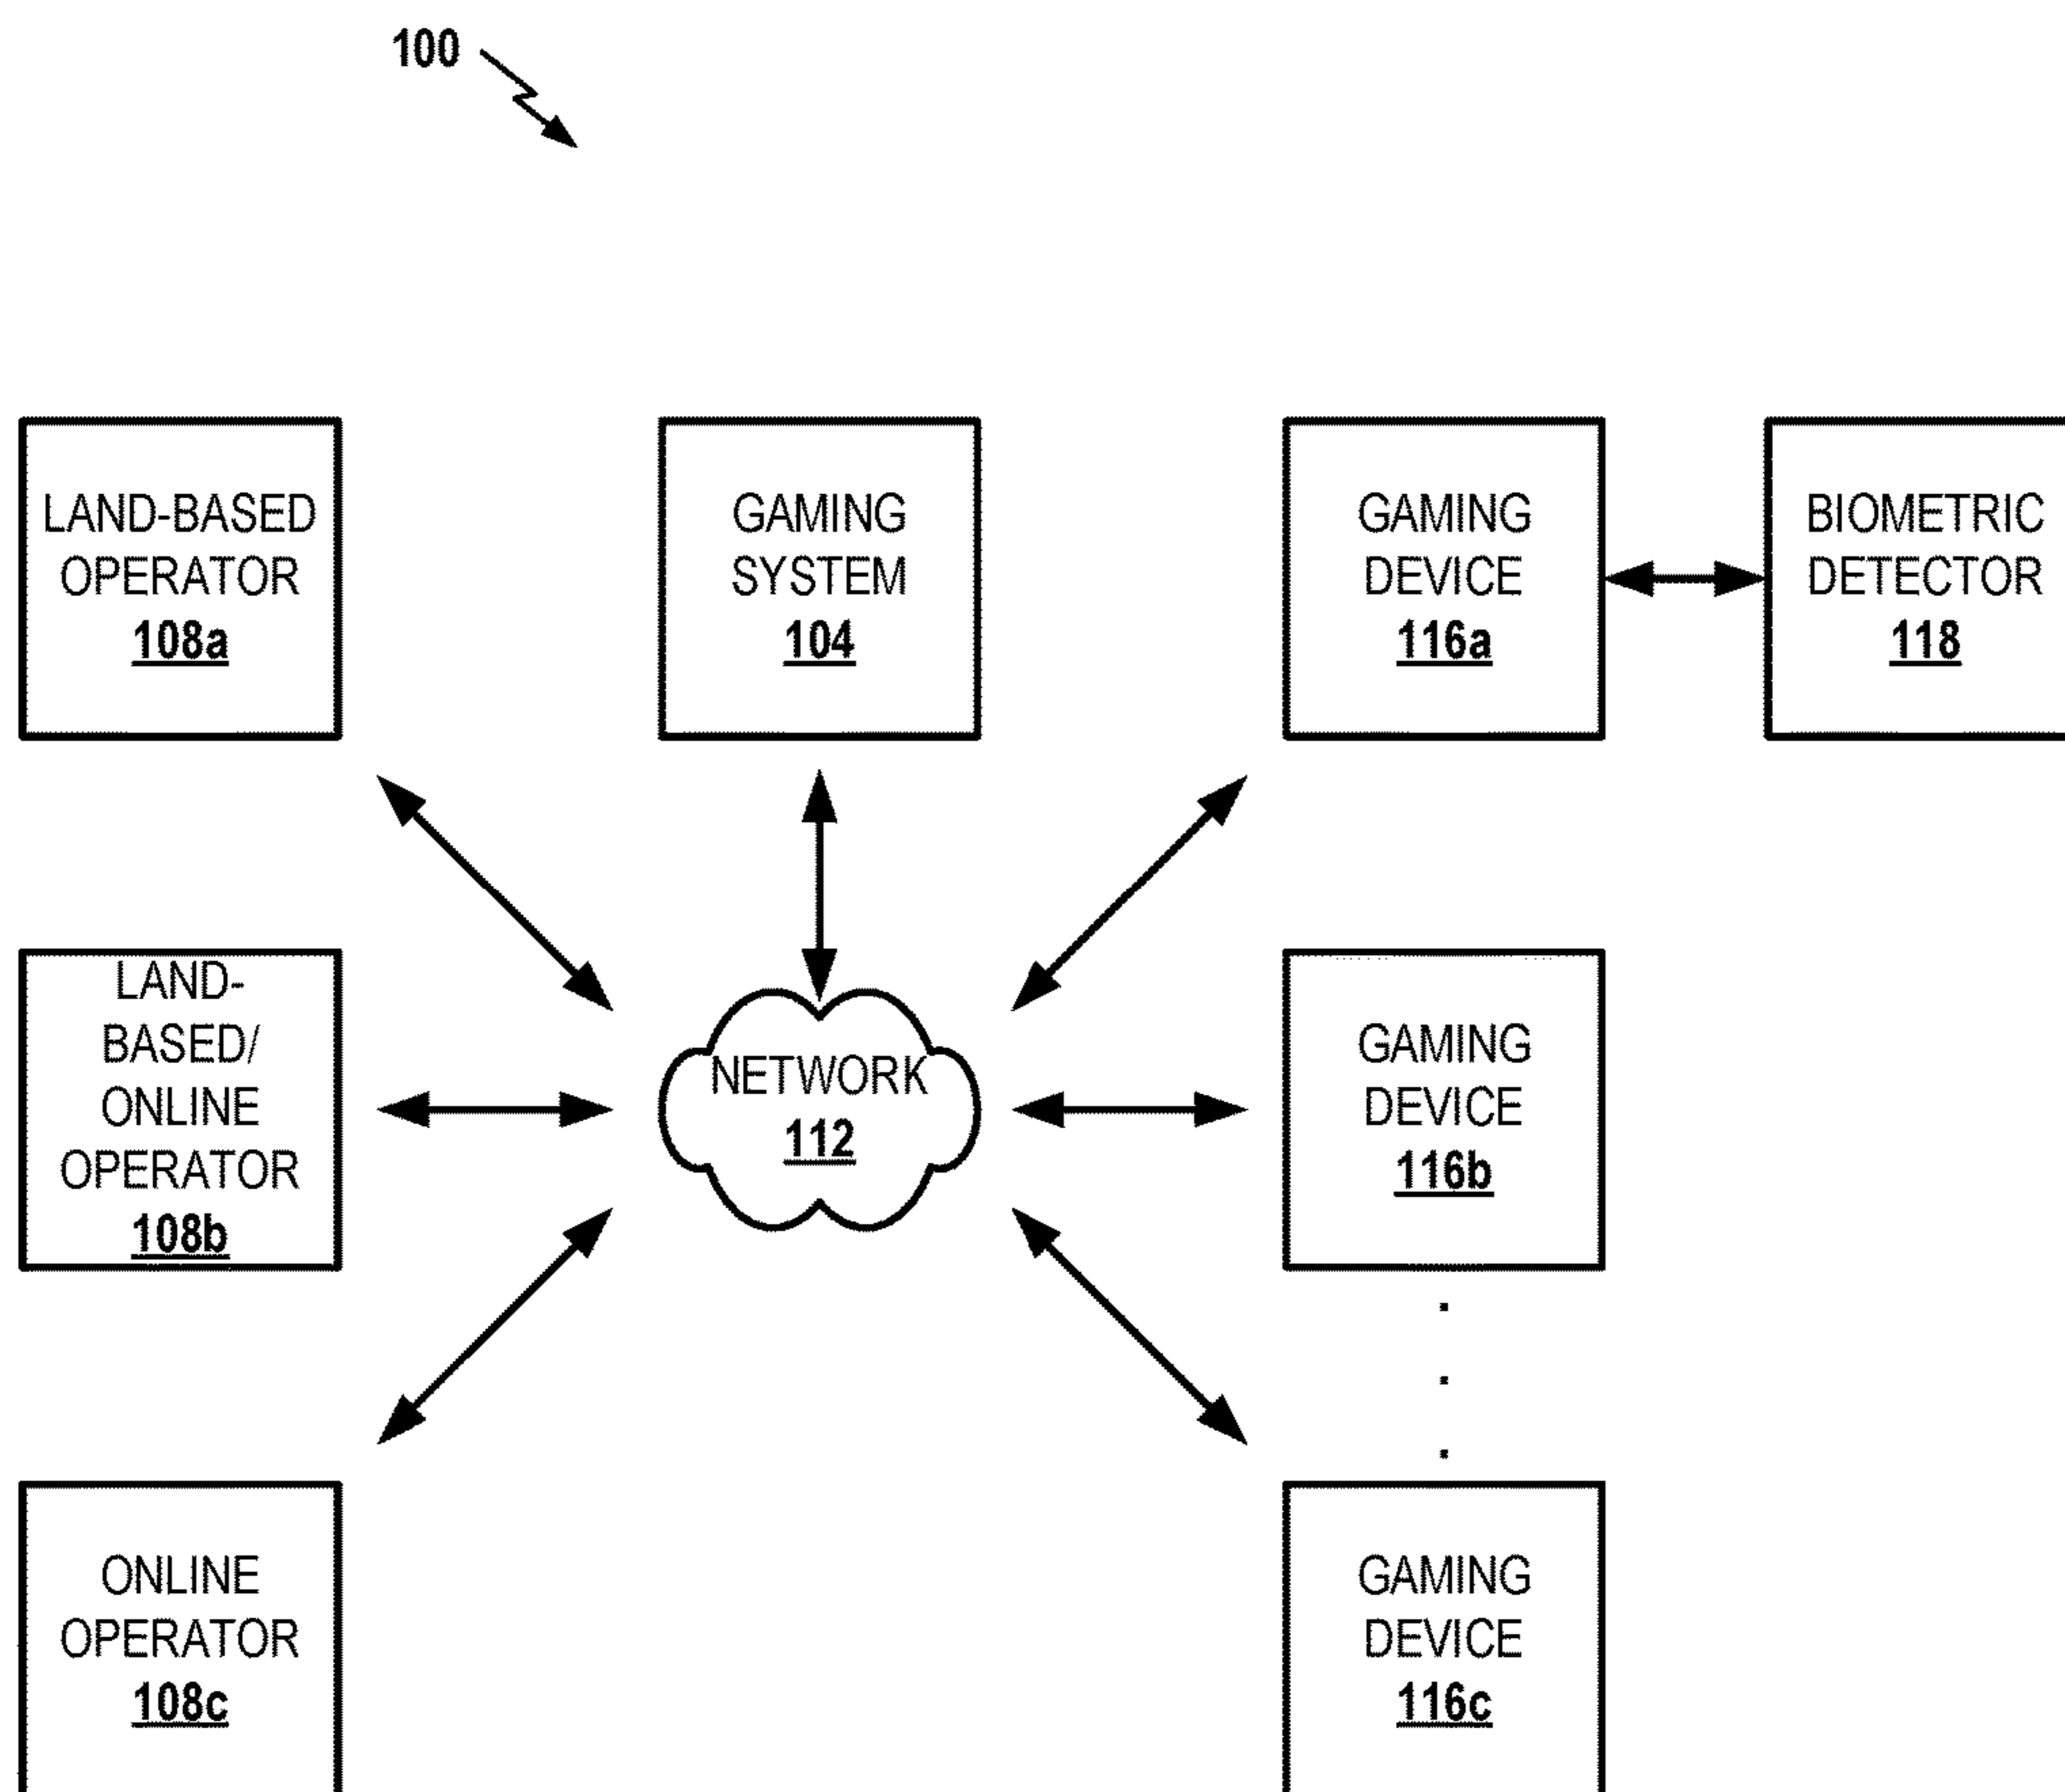 100
LAND-BASED
OPERATOR
108a
GAMING
SYSTEM
104
GAMING
DEVICE
116a
BIOMETRIC
DETECTOR
118
LAND-
BASED/
ONLINE
OPERATOR
108b
NETWORK
112
GAMING
DEVICE
116b
ONLINE
OPERATOR
108c
GAMING
DEVICE
116c